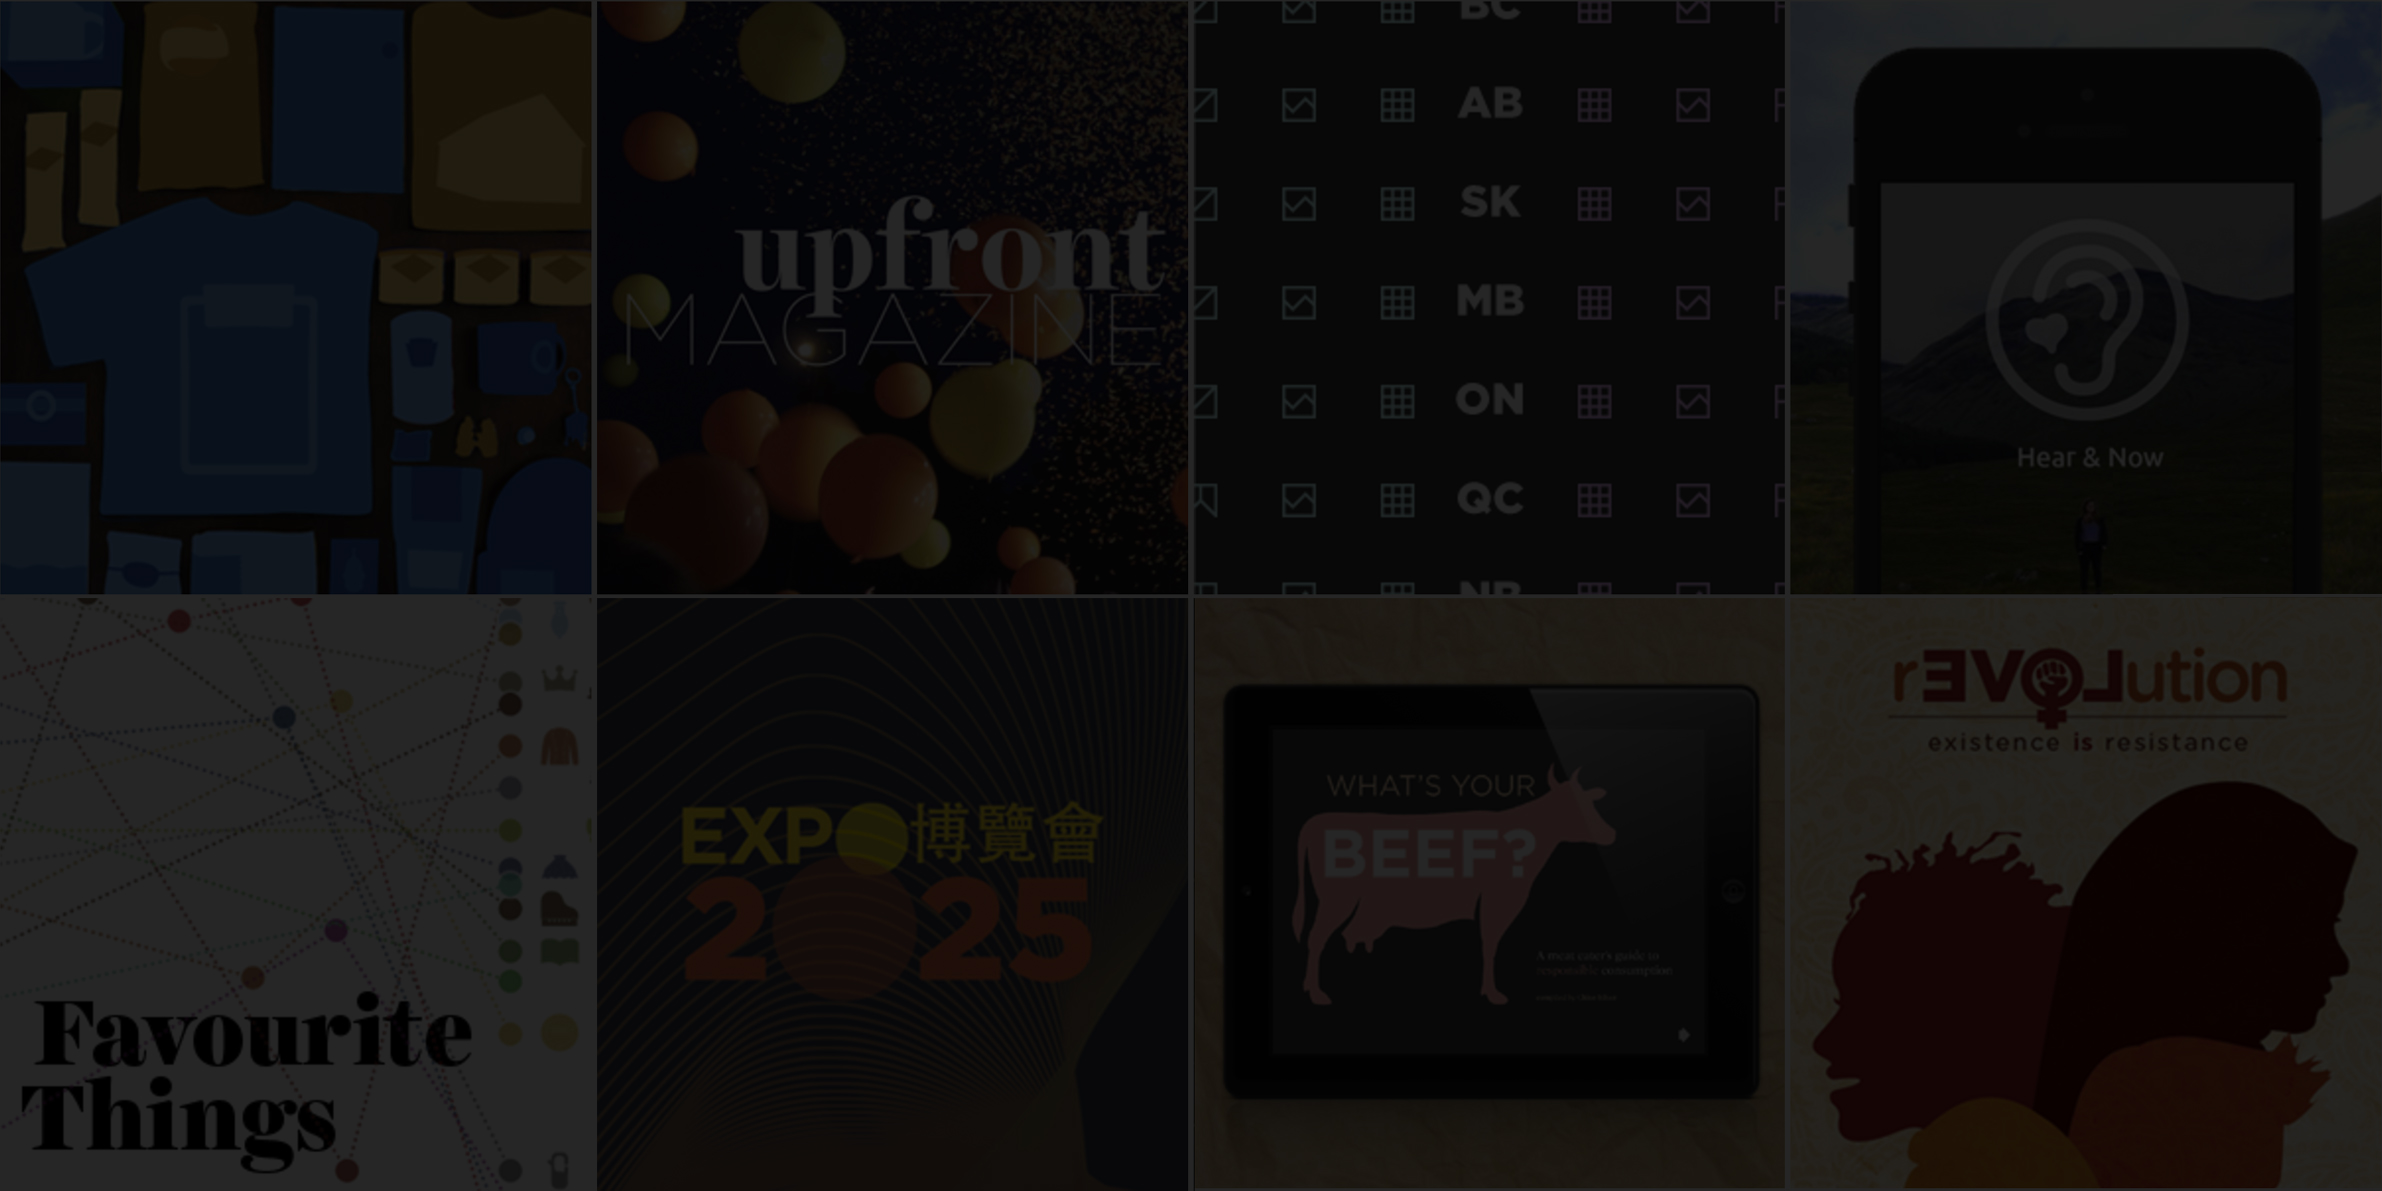 upfront
MAGAZINE
BC
AB
SK
MB
ON
QC
NB
Hear & Now
Favourite
Things
EXPO博覽會
2025
WHAT'S YOUR
BEEF?
A meat eater's guide to
responsible consumption
rEVOLution
existence is resistance